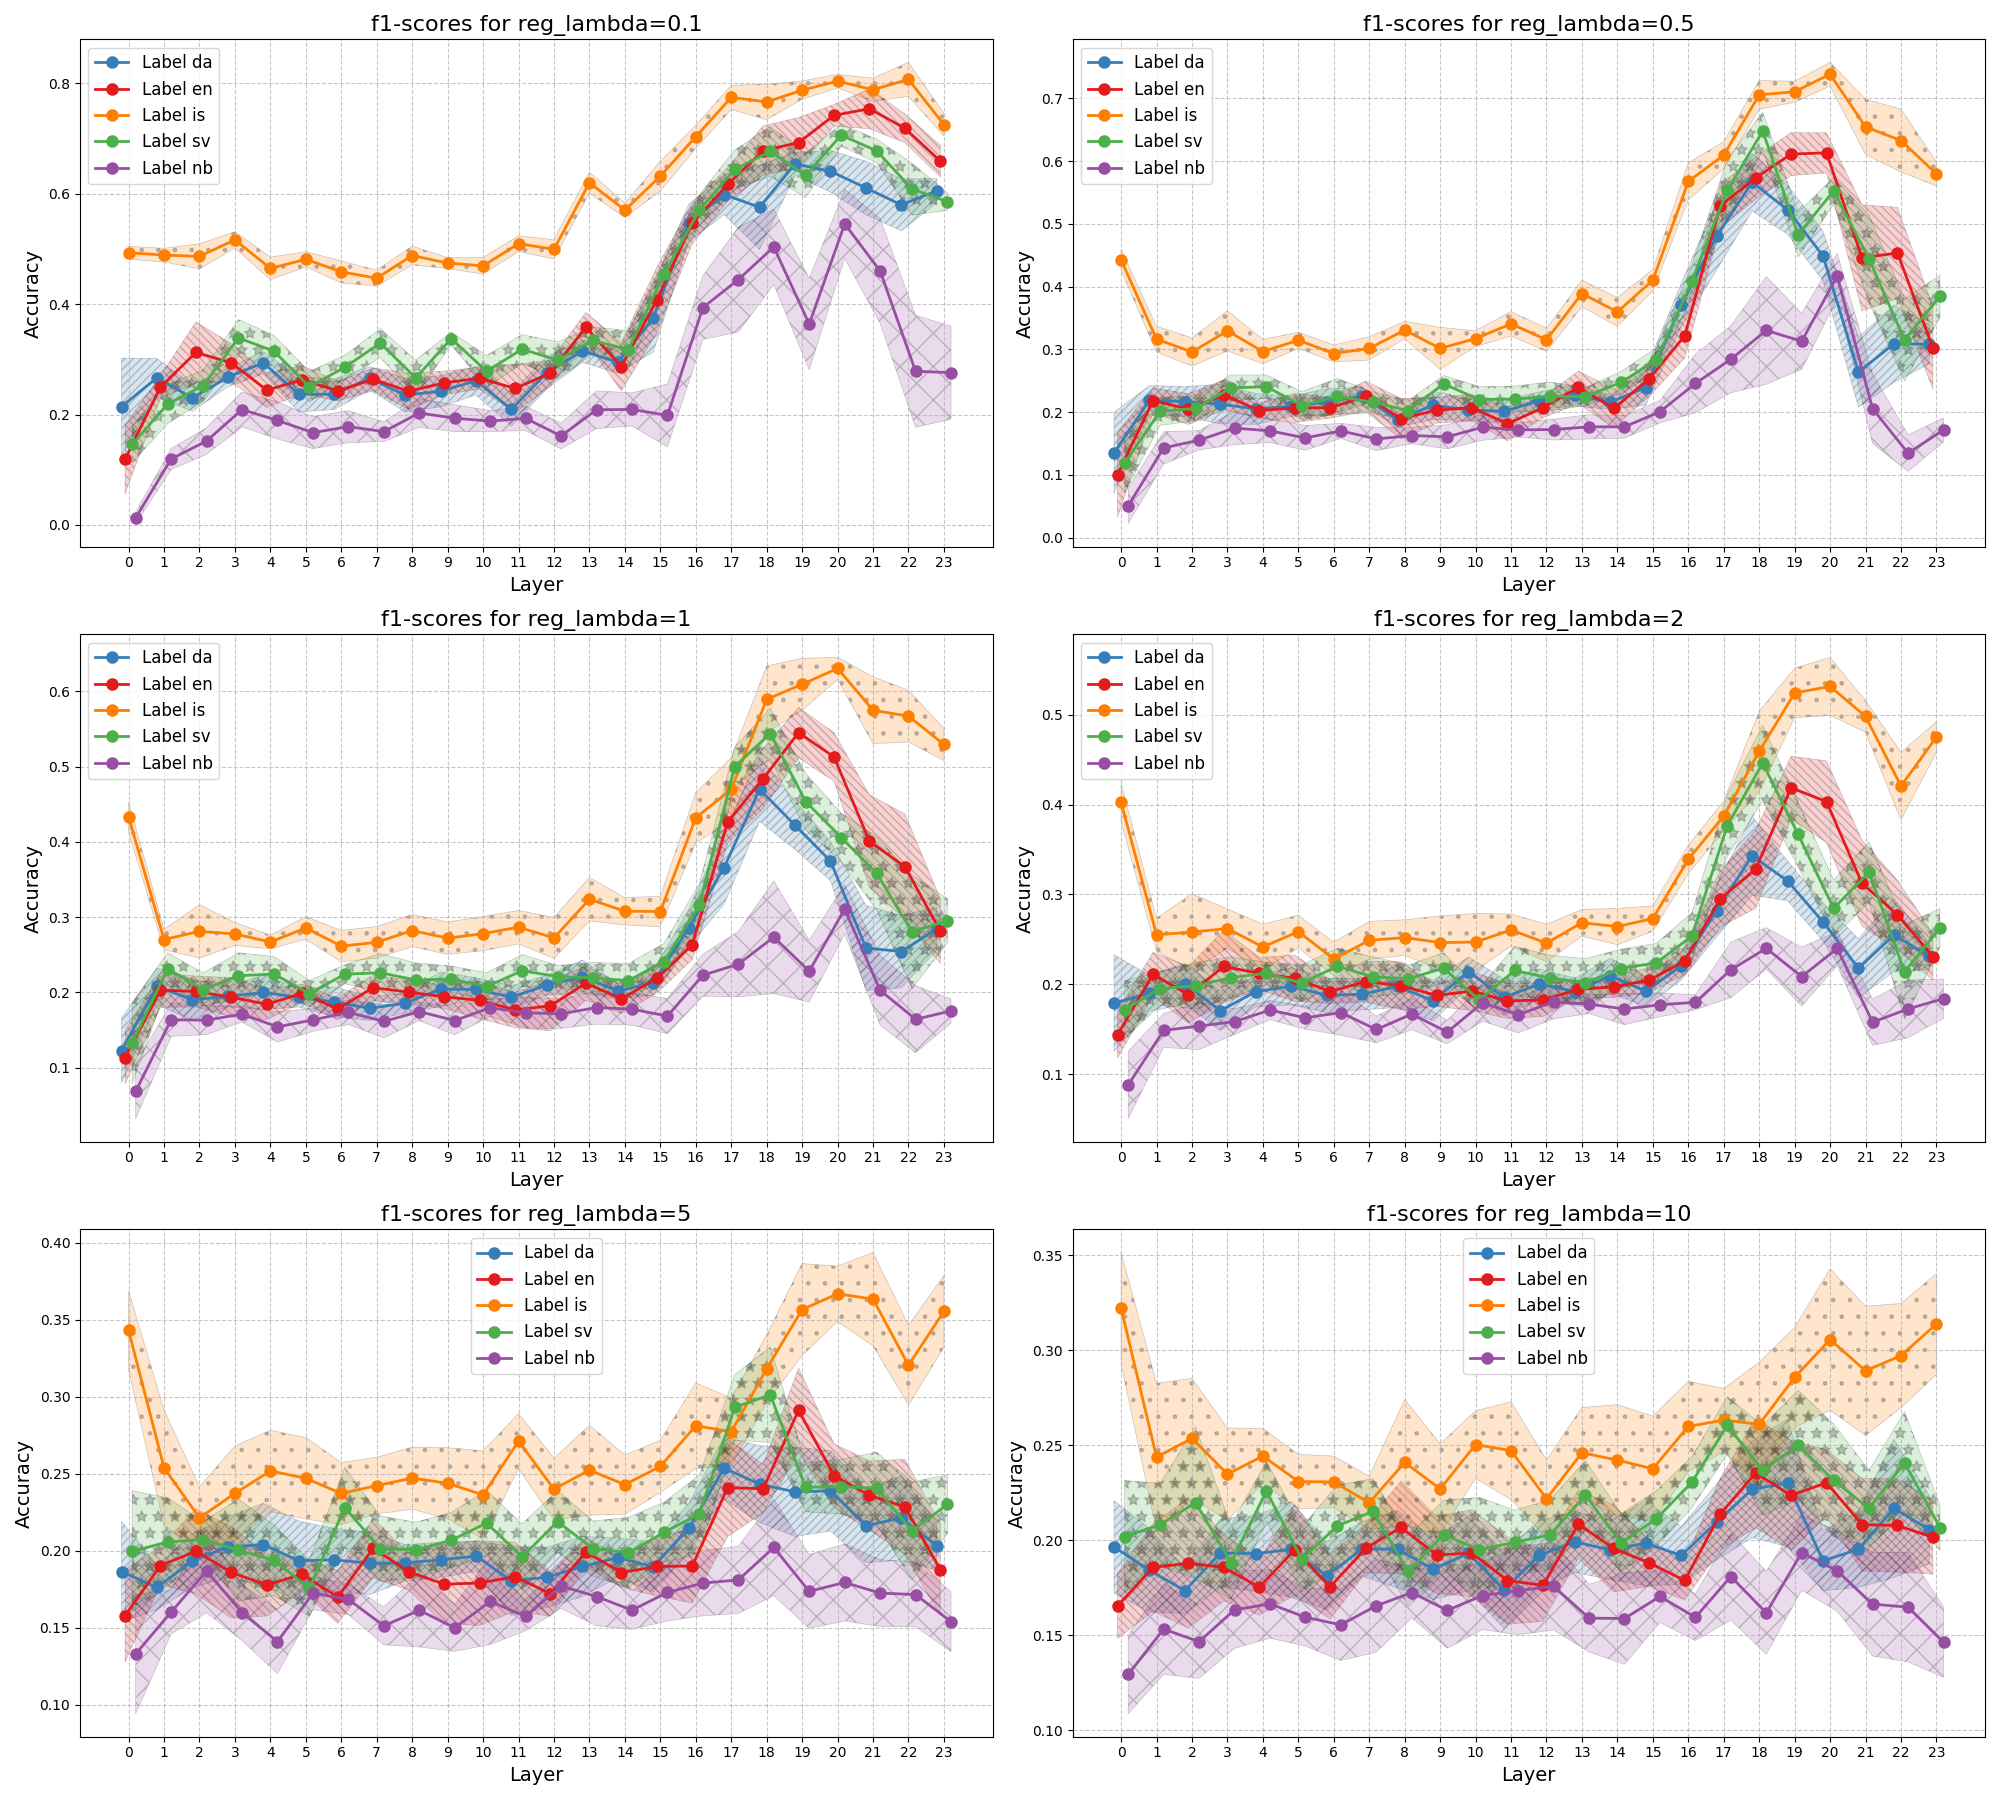 f1-scores for reg_lambda=0.1
Label da
Label en
Label is
Label sv
Label nb
Accuracy
0.8
0.6
0.4
0.2
0.0
0 1 2 3 4 5 6 7 8 9 10 11 12 13 14 15 16 17 18 19 20 21 22 23
Layer
f1-scores for reg_lambda=0.5
Label da
Label en
Label is
Label sv
Label nb
Accuracy
0.7
0.6
0.5
0.4
0.3
0.2
0.1
0.0
0 1 2 3 4 5 6 7 8 9 10 11 12 13 14 15 16 17 18 19 20 21 22 23
Layer
f1-scores for reg_lambda=1
Label da
Label en
Label is
Label sv
Label nb
Accuracy
0.6
0.5
0.4
0.3
0.2
0.1
0 1 2 3 4 5 6 7 8 9 10 11 12 13 14 15 16 17 18 19 20 21 22 23
Layer
f1-scores for reg_lambda=2
Label da
Label en
Label is
Label sv
Label nb
Accuracy
0.5
0.4
0.3
0.2
0.1
0 1 2 3 4 5 6 7 8 9 10 11 12 13 14 15 16 17 18 19 20 21 22 23
Layer
f1-scores for reg_lambda=5
Label da
Label en
Label is
Label sv
Label nb
Accuracy
0.40
0.35
0.30
0.25
0.20
0.15
0.10
0 1 2 3 4 5 6 7 8 9 10 11 12 13 14 15 16 17 18 19 20 21 22 23
Layer
f1-scores for reg_lambda=10
Label da
Label en
Label is
Label sv
Label nb
Accuracy
0.35
0.30
0.25
0.20
0.15
0.10
0 1 2 3 4 5 6 7 8 9 10 11 12 13 14 15 16 17 18 19 20 21 22 23
Layer